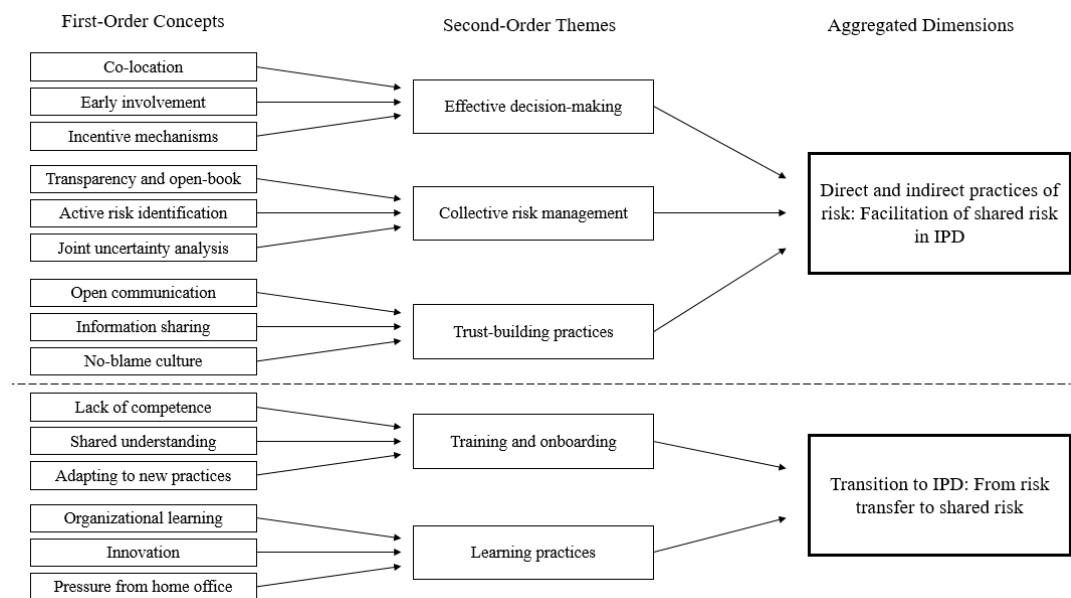 First-Order Concepts
Second-Order Themes
Aggregated Dimensions
Co-location
Early involvement
Incentive mechanisms
Effective decision-making
Transparency and open-book
Active risk identification
Joint uncertainty analysis
Collective risk management
Open communication
Information sharing
No-blame culture
Trust-building practices
Direct and indirect practices of
risk: Facilitation of shared risk
in IPD
Lack of competence
Shared understanding
Adapting to new practices
Training and onboarding
Organizational learning
Innovation
Pressure from home office
Learning practices
Transition to IPD: From risk
transfer to shared risk